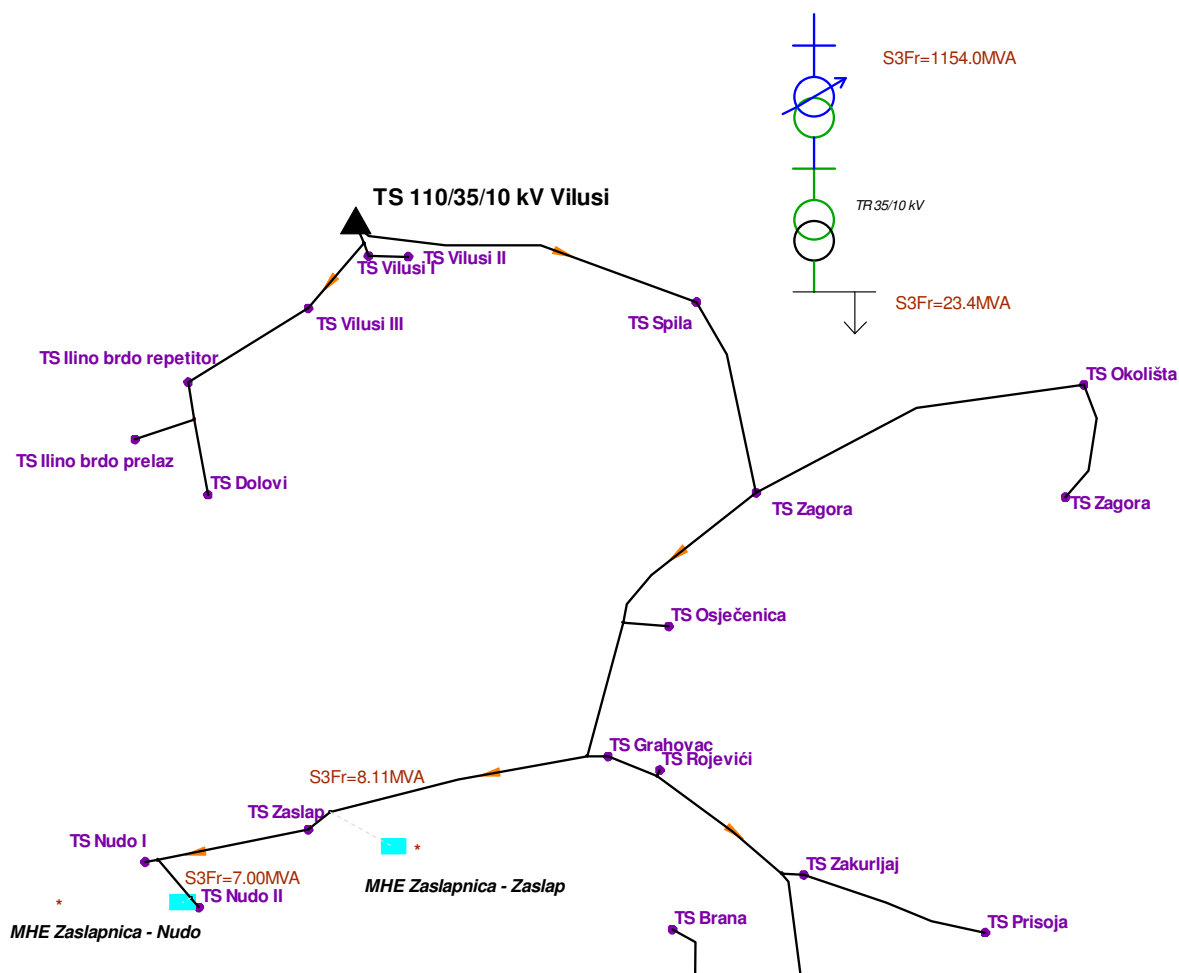 S3Fr=1154.0MVA
TS 110/35/10 kV Vilusi
TR 35/10 kV
TS Vilusi I
TS Vilusi II
S3Fr=23.4MVA
TS Spila
TS Vilusi III
TS Ilino brdo repetitor
TS Okolišta
TS Ilino brdo prelaz
TS Dolovi
TS Zagora
TS Zagora
TS Osječenica
TS Grahovac
TS Rojevići
S3Fr=8.11MVA
TS Zaslap
TS Nudo I
*
S3Fr=7.00MVA
TS Zakurljaj
MHE Zaslapnica - Zaslap
TS Nudo II
*
TS Brana
TS Prisoja
MHE Zaslapnica - Nudo